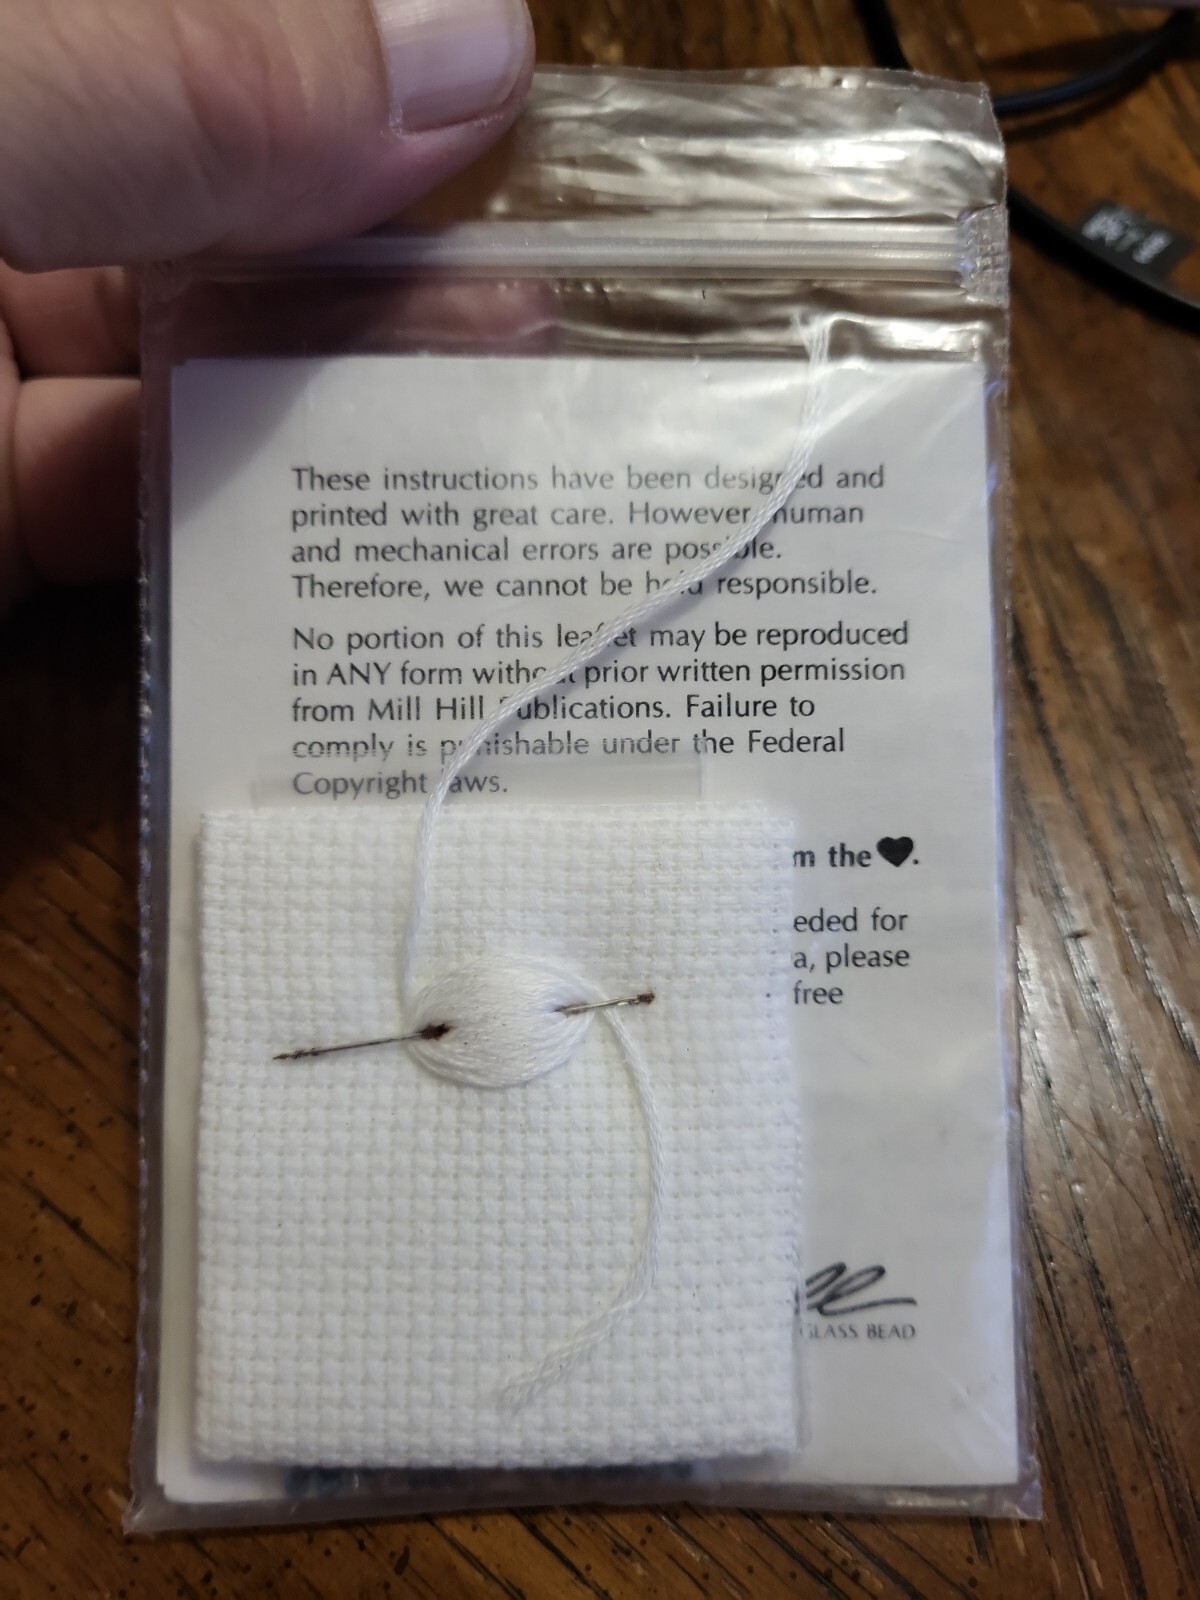 These instructions have been designed and
printed with great care. However, human
and mechanical errors are possible.
Therefore, we cannot be held responsible.
No portion of this leaflet may be reproduced
in ANY form without prior written permission
from Mill Hill Publications. Failure to
comply is punishable under the Federal
Copyright laws.
m the ♥.
eded for
a, please
free
GLASS BEAD